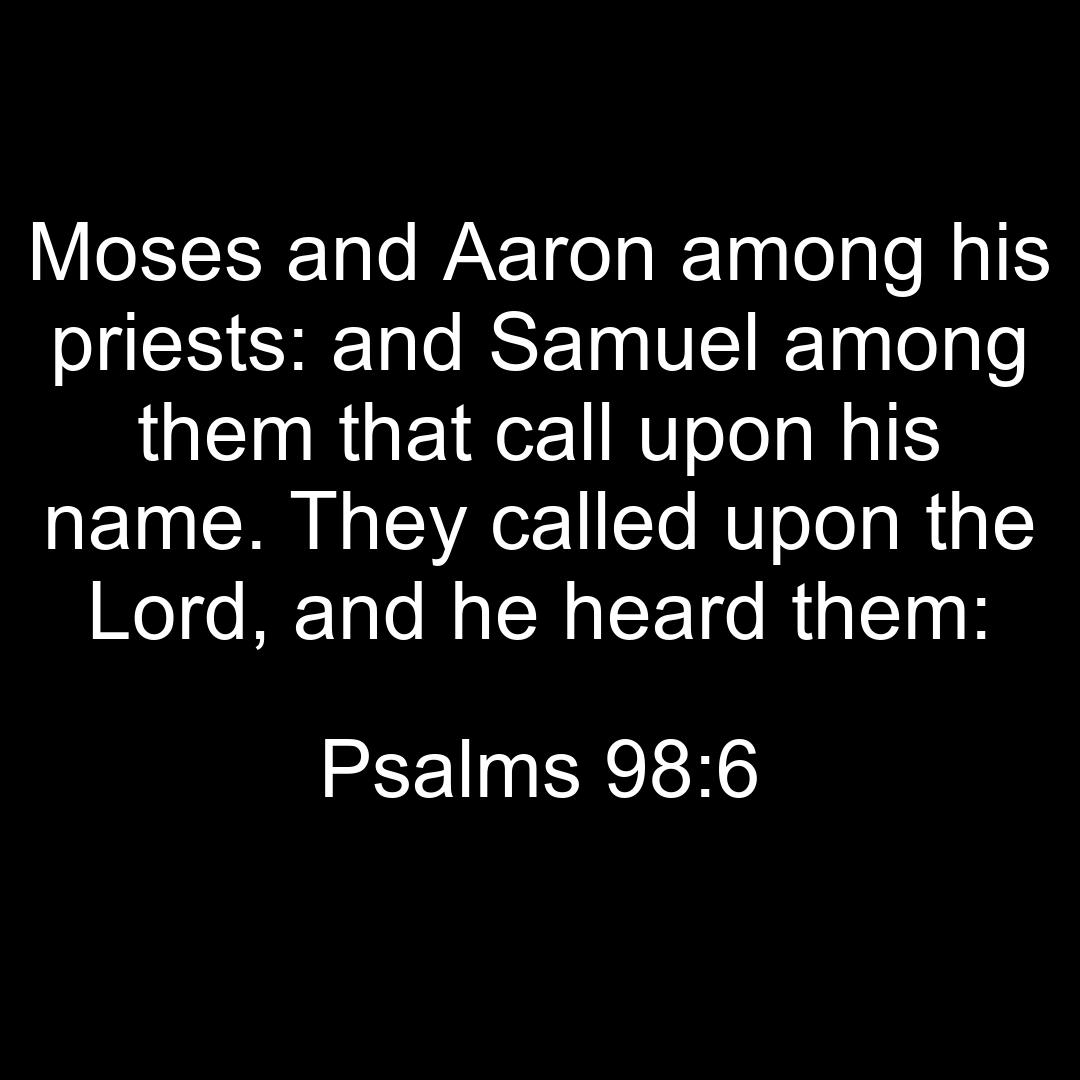 Moses and Aaron among his
priests: and Samuel among
them that call upon his
name. They called upon the
Lord, and he heard them:
Psalms 98:6